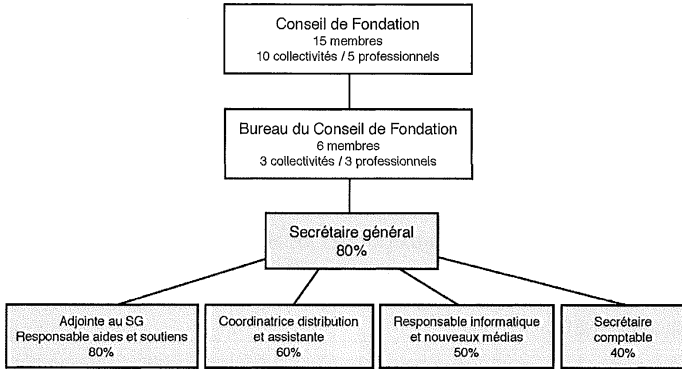 Conseil de Fondation
15 membres
10 collectivités / 5 professionnels
Bureau du Conseil de Fondation
6 membres
3 collectivités / 3 professionnels
Secrétaire général
80%
Adjointe au SG
Responsable aides et soutiens
80%
Coordinatrice distribution
et assistante
60%
Responsable informatique
et nouveaux médias
50%
Secrétaire
comptable
40%